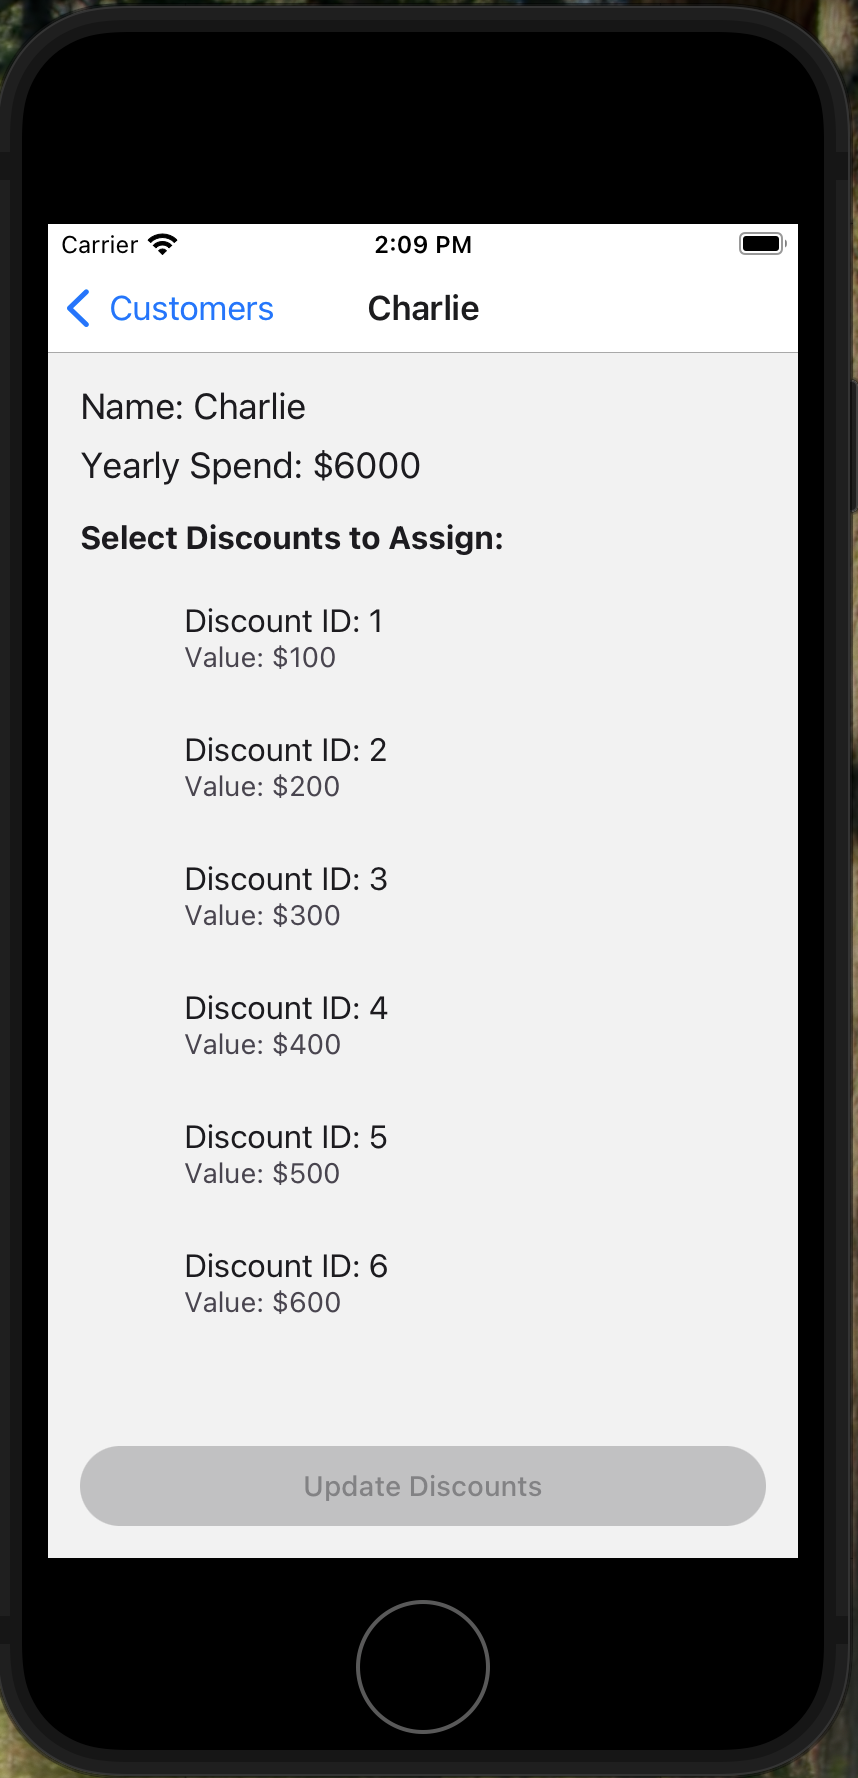 Carrier 2:09 PM
Customers Charlie
Name: Charlie
Yearly Spend: $6000
Select Discounts to Assign:
Discount ID: 1
Value: $100
Discount ID: 2
Value: $200
Discount ID: 3
Value: $300
Discount ID: 4
Value: $400
Discount ID: 5
Value: $500
Discount ID: 6
Value: $600
Update Discounts